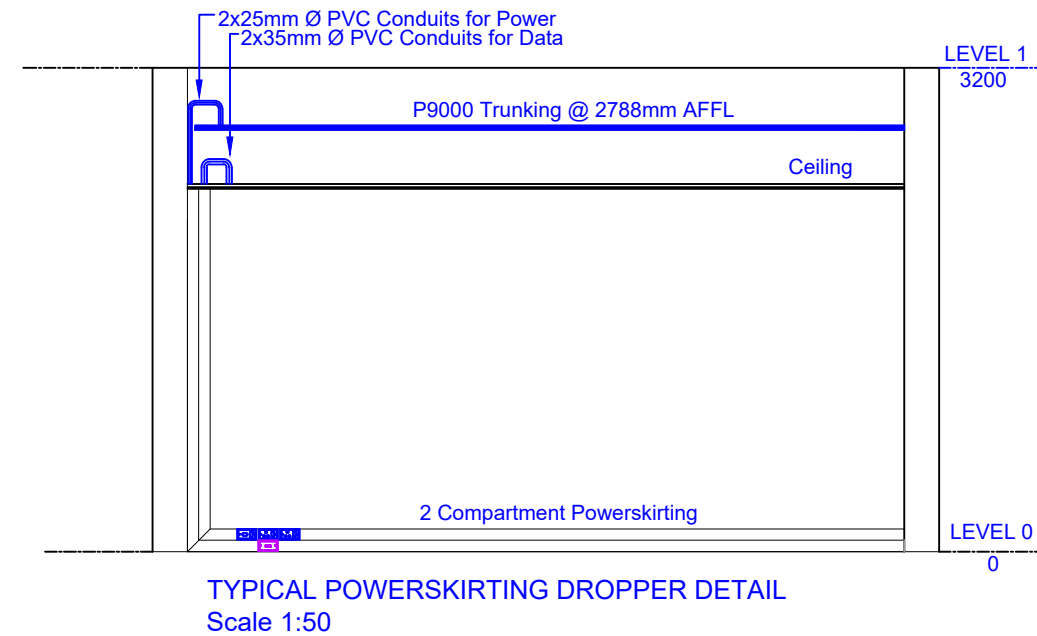 2x25mm Ø PVC Conduits for Power
2x35mm Ø PVC Conduits for Data
LEVEL 1
3200
P9000 Trunking @ 2788mm AFFL
Ceiling
2 Compartment Powerskirting
LEVEL 0
0
TYPICAL POWERSKIRTING DROPPER DETAIL
Scale 1:50